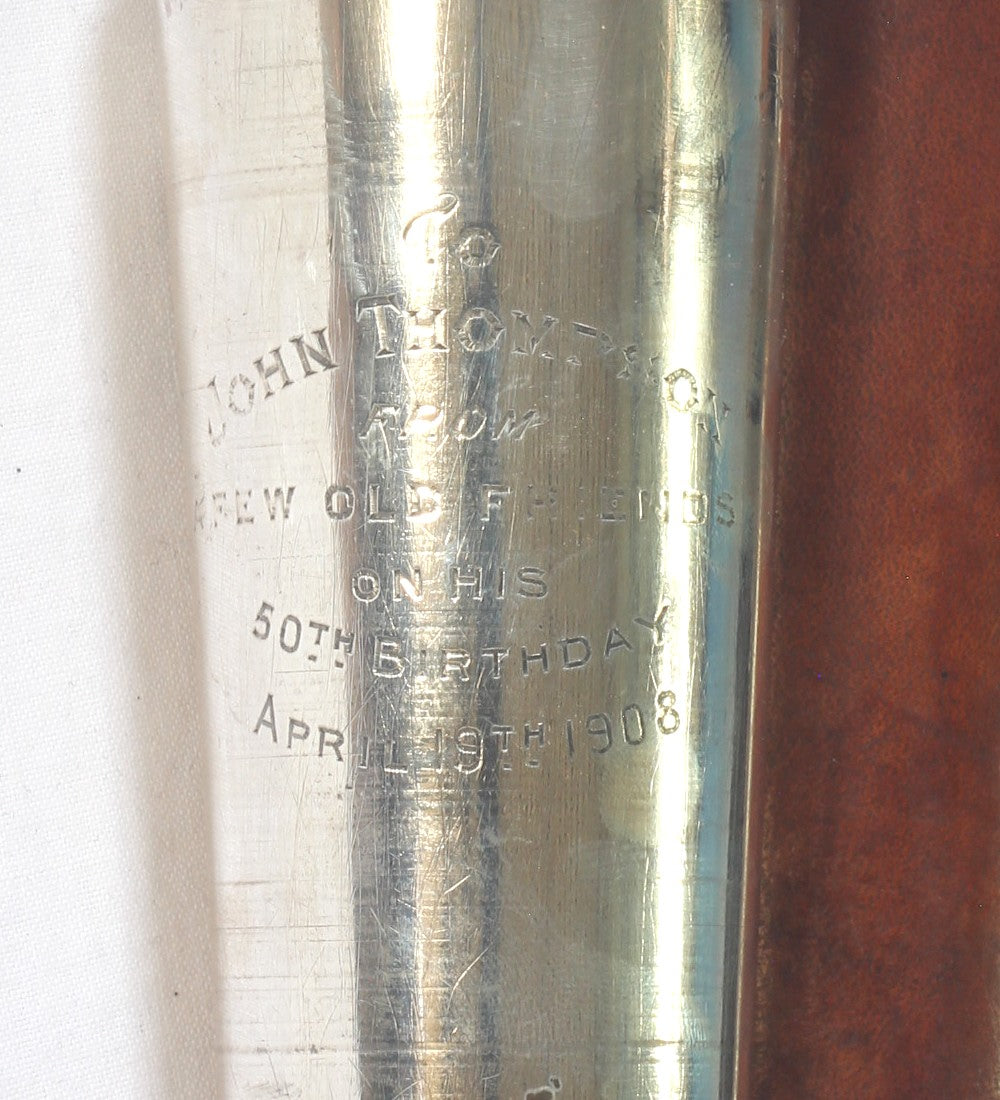 To
JOHN THOMPSON
FROM
A FEW OLD FRIENDS
ON HIS
50TH BIRTHDAY
APRIL 19TH 1908